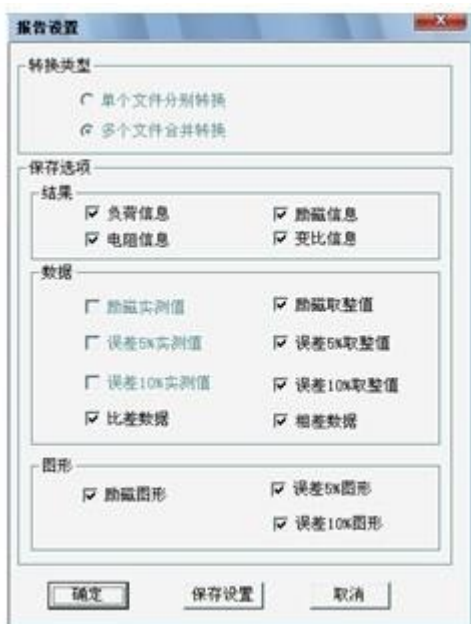 报告设置
转换类型
单个文件分别转换
多个文件合并转换
保存选项
结果
负荷信息 励磁信息
电阻信息 变比信息
数据
励磁实测值 励磁取整值
误差5%实测值 误差5%取整值
误差10%实测值 误差10%取整值
比差数据 相差数据
图形
励磁图形 误差5%图形
误差10%图形
确定 保存设置 取消